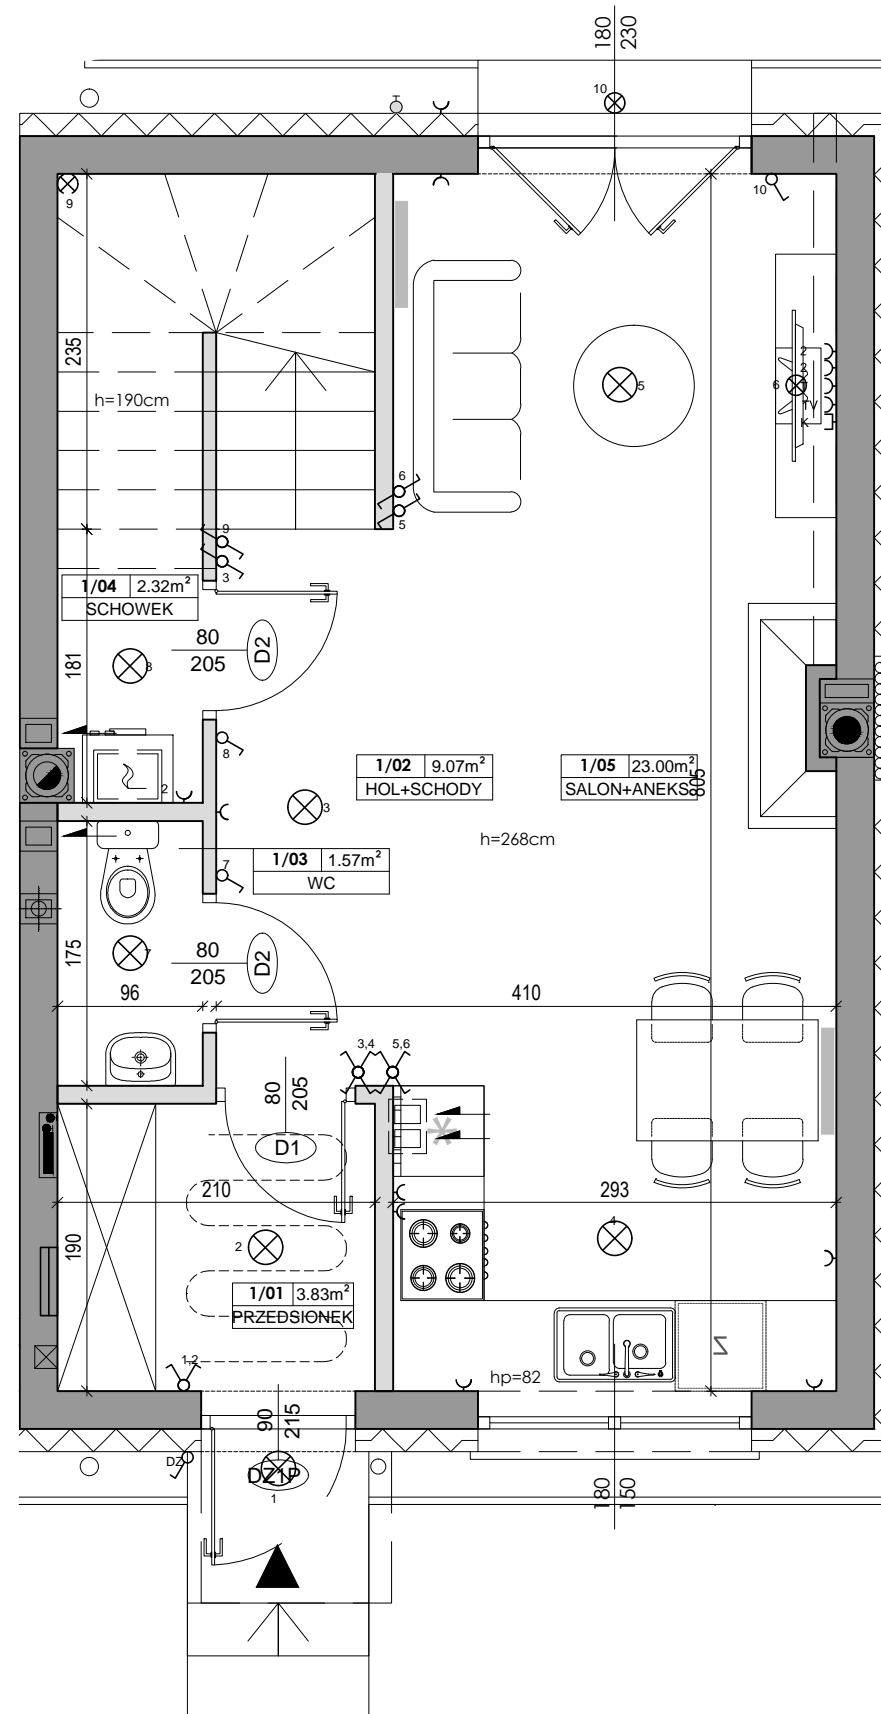 180
230
10
9
10
235
h=190cm
5
2
2
6
T
TV
K
6
5
9
3
1/04 2.32m²
SCHOWEK
80
205
D2
181
8
8
2
1/02 9.07m²
HOL+SCHODY
1/05 23.00m²
SALON+ANEKS
805
3
h=268cm
7
1/03 1.57m²
WC
175
7
80
205
D2
96
410
3,4
5,6
80
205
D1
210
293
190
2
4
1/01 3.83m²
PRZEDSIONEK
Z
1,2
hp=82
90
215
DZ
DZ1P
1
180
150